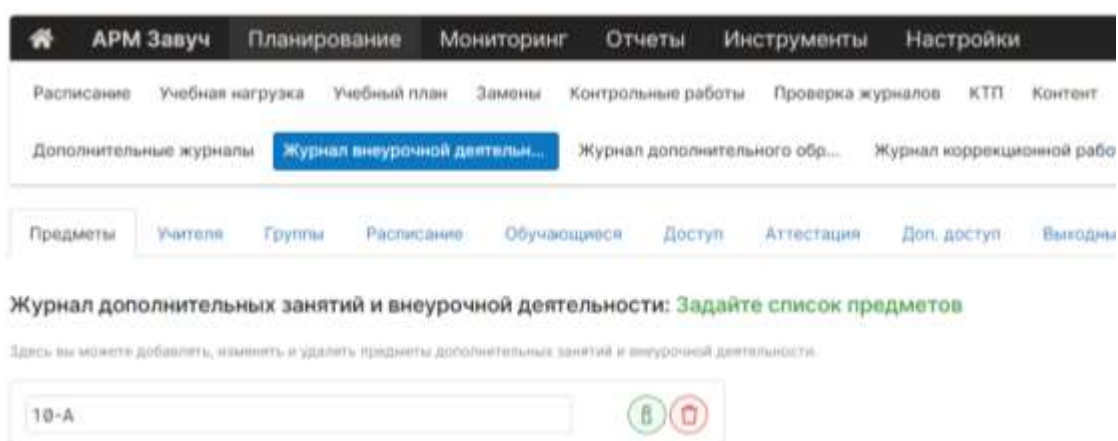 АРМ Завуч Планирование Мониторинг Отчеты Инструменты Настройки
Расписание Учебная нагрузка Учебный план Замены Контрольные работы Проверка журналов КТП Контент
Дополнительные журналы Журнал внеурочной деятельн... Журнал дополнительного обр... Журнал коррекционной рабо
Предметы Учителя Группы Расписание Обучающиеся Доступ Аттестация Доп. доступ Выходны
Журнал дополнительных занятий и внеурочной деятельности: Задайте список предметов
Здесь вы можете добавлять, изменять и удалять предметы дополнительных занятий и внеурочной деятельности.
10-А